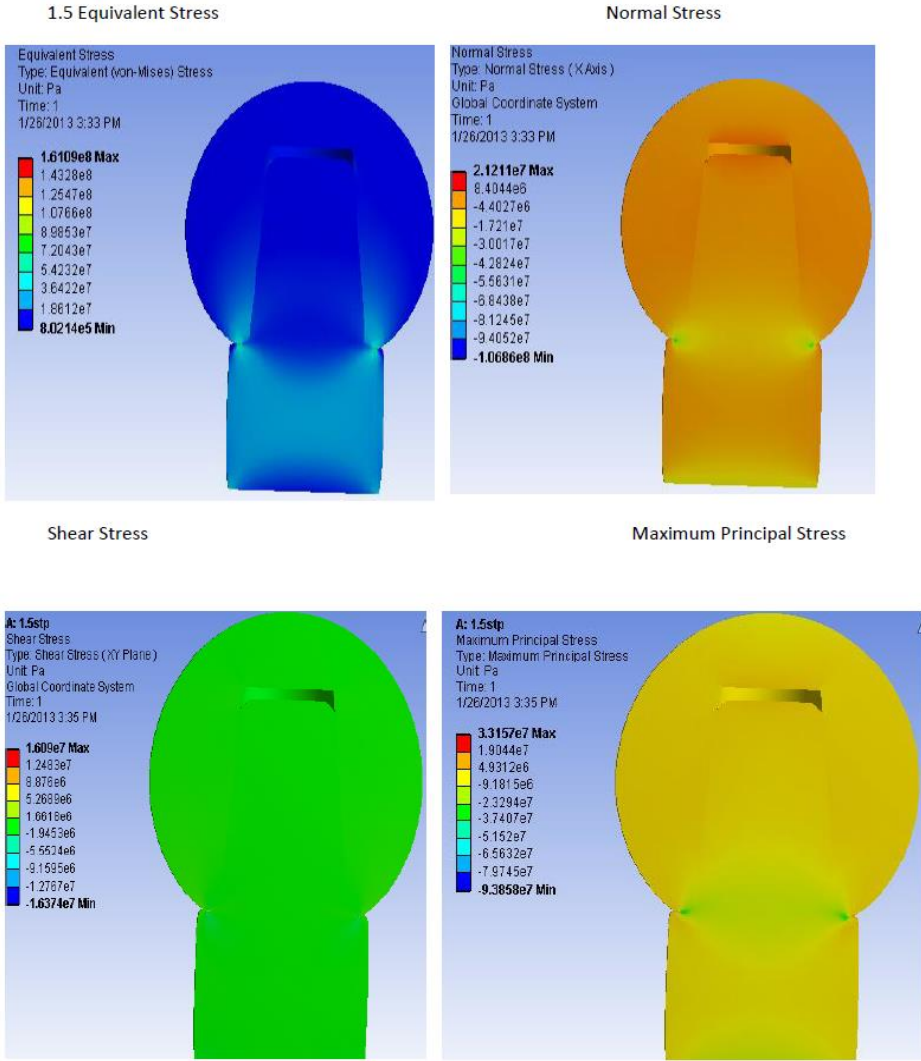 1.5 Equivalent Stress
Normal Stress
Equivalent Stress
Type: Equivalent (von-Mises) Stress
Unit: Pa
Time: 1
1/26/2013 3:33 PM
1.6109e8 Max
1.4328e8
1.2547e8
1.0766e8
8.9853e7
7.2043e7
5.4232e7
3.6422e7
1.8612e7
8.0214e5 Min
Normal Stress
Type: Normal Stress ( X Axis )
Unit: Pa
Global Coordinate System
Time: 1
1/26/2013 3:33 PM
2.1211e7 Max
8.4044e6
-4.4027e6
-1.721e7
-3.0017e7
-4.2824e7
-5.5631e7
-6.8438e7
-8.1245e7
-9.4052e7
-1.0686e8 Min
Shear Stress
Maximum Principal Stress
A: 1.5stp
Shear Stress
Type: Shear Stress ( XY Plane )
Unit: Pa
Global Coordinate System
Time: 1
1/26/2013 3:35 PM
1.609e7 Max
1.2483e7
8.876e6
5.2689e6
1.6618e6
-1.9453e6
-5.5524e6
-9.1595e6
-1.2767e7
-1.6374e7 Min
A: 1.5stp
Maximum Principal Stress
Type: Maximum Principal Stress
Unit: Pa
Time: 1
1/26/2013 3:35 PM
3.3157e7 Max
1.9044e7
4.9312e6
-9.1815e6
-2.3294e7
-3.7407e7
-5.152e7
-6.5632e7
-7.9745e7
-9.3858e7 Min